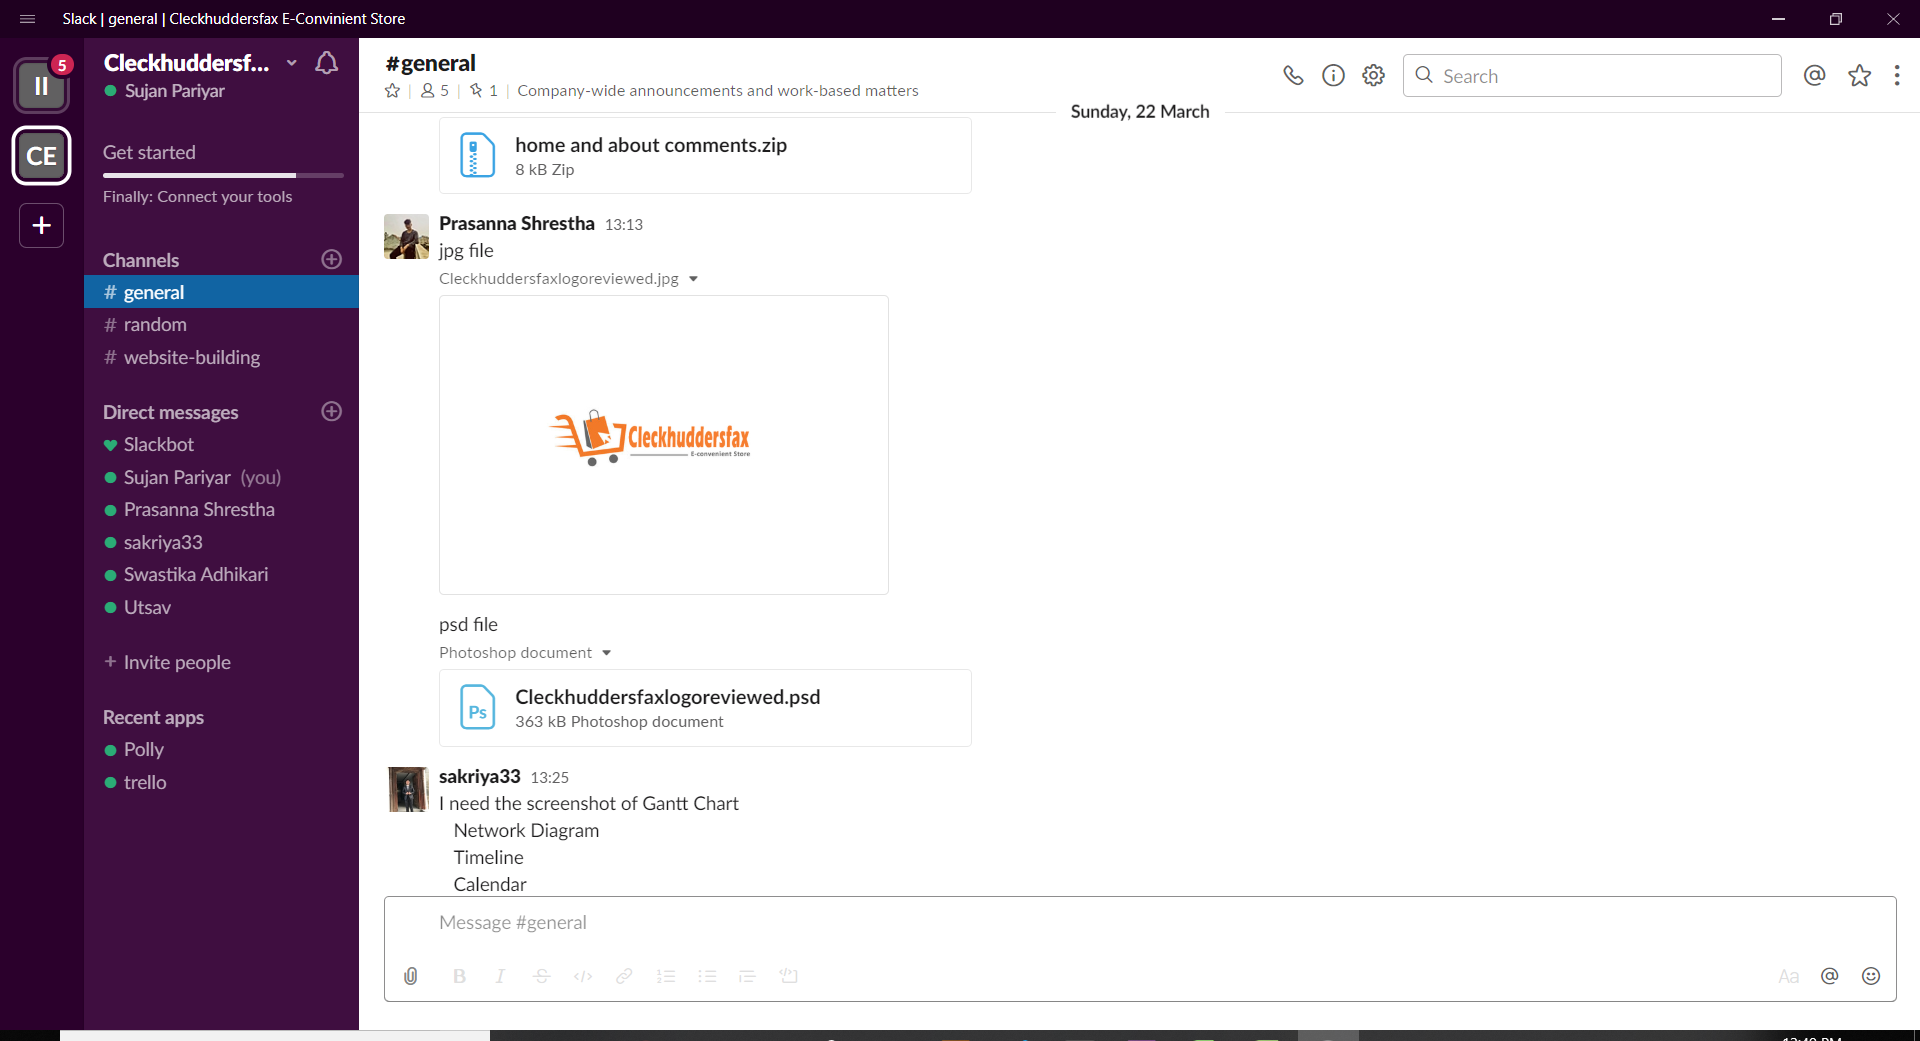 Slack | general | Cleckhuddersfax E-Convinient Store
II
5
CE
Cleckhuddersf...
Sujan Pariyar
Get started
Finally: Connect your tools
Channels
# general
# random
# website-building
Direct messages
Slackbot
Sujan Pariyar (you)
Prasanna Shrestha
sakriya33
Swastika Adhikari
Utsav
+ Invite people
Recent apps
Polly
trello
#general
5 | 1 | Company-wide announcements and work-based matters
Search
Sunday, 22 March
home and about comments.zip
8 kB Zip
Prasanna Shrestha 13:13
jpg file
Cleckhuddersfaxlogoreviewed.jpg
Cleckhuddersfax
E-convenient Store
psd file
Photoshop document
Ps
Cleckhuddersfaxlogoreviewed.psd
363 kB Photoshop document
sakriya33 13:25
I need the screenshot of Gantt Chart
Network Diagram
Timeline
Calendar
Message #general
B I S Aa @